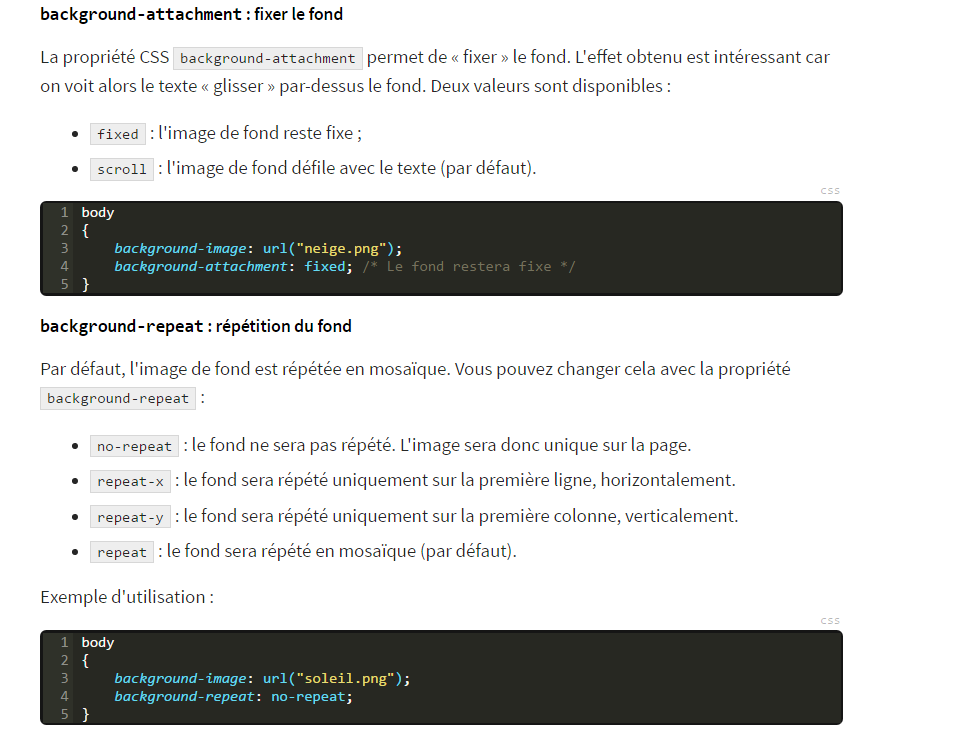 background-attachment : fixer le fond
La propriété CSS background-attachment permet de « fixer » le fond. L'effet obtenu est intéressant car
on voit alors le texte « glisser » par-dessus le fond. Deux valeurs sont disponibles :
• fixed : l'image de fond reste fixe ;
• scroll : l'image de fond défile avec le texte (par défaut).
css
1 body
2 {
3     background-image: url("neige.png");
4     background-attachment: fixed; /* Le fond restera fixe */
5 }
background-repeat : répétition du fond
Par défaut, l'image de fond est répétée en mosaïque. Vous pouvez changer cela avec la propriété
background-repeat :
• no-repeat : le fond ne sera pas répété. L'image sera donc unique sur la page.
• repeat-x : le fond sera répété uniquement sur la première ligne, horizontalement.
• repeat-y : le fond sera répété uniquement sur la première colonne, verticalement.
• repeat : le fond sera répété en mosaïque (par défaut).
Exemple d'utilisation :
css
1 body
2 {
3     background-image: url("soleil.png");
4     background-repeat: no-repeat;
5 }